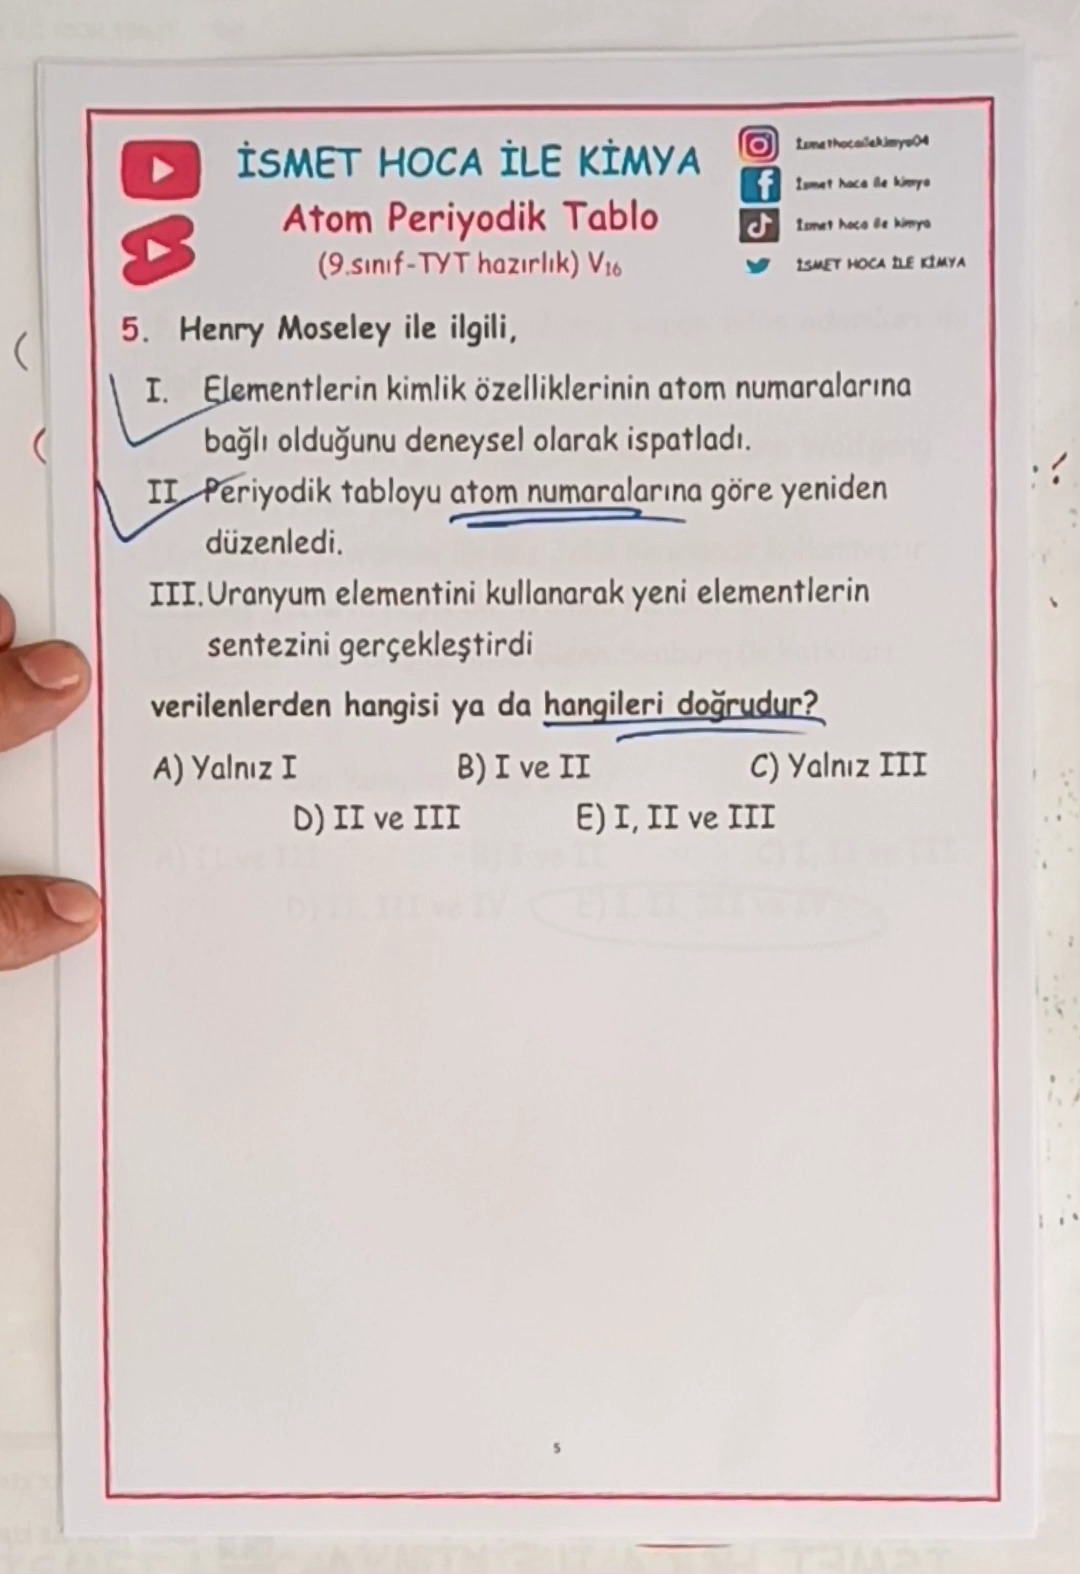 İSMET HOCA İLE KİMYA
Atom Periyodik Tablo
(9.sınıf-TYT hazırlık) V16
İsmethocailekimya04
İsmet hoca ile kimya
İsmet hoca ile kimya
İSMET HOCA İLE KİMYA
5. Henry Moseley ile ilgili,
I. Elementlerin kimlik özelliklerinin atom numaralarına
bağlı olduğunu deneysel olarak ispatladı.
II. Periyodik tabloyu atom numaralarına göre yeniden
düzenledi.
III. Uranyum elementini kullanarak yeni elementlerin
sentezini gerçekleştirdi
verilenlerden hangisi ya da hangileri doğrudur?
A) Yalnız I B) I ve II C) Yalnız III
D) II ve III E) I, II ve III
5